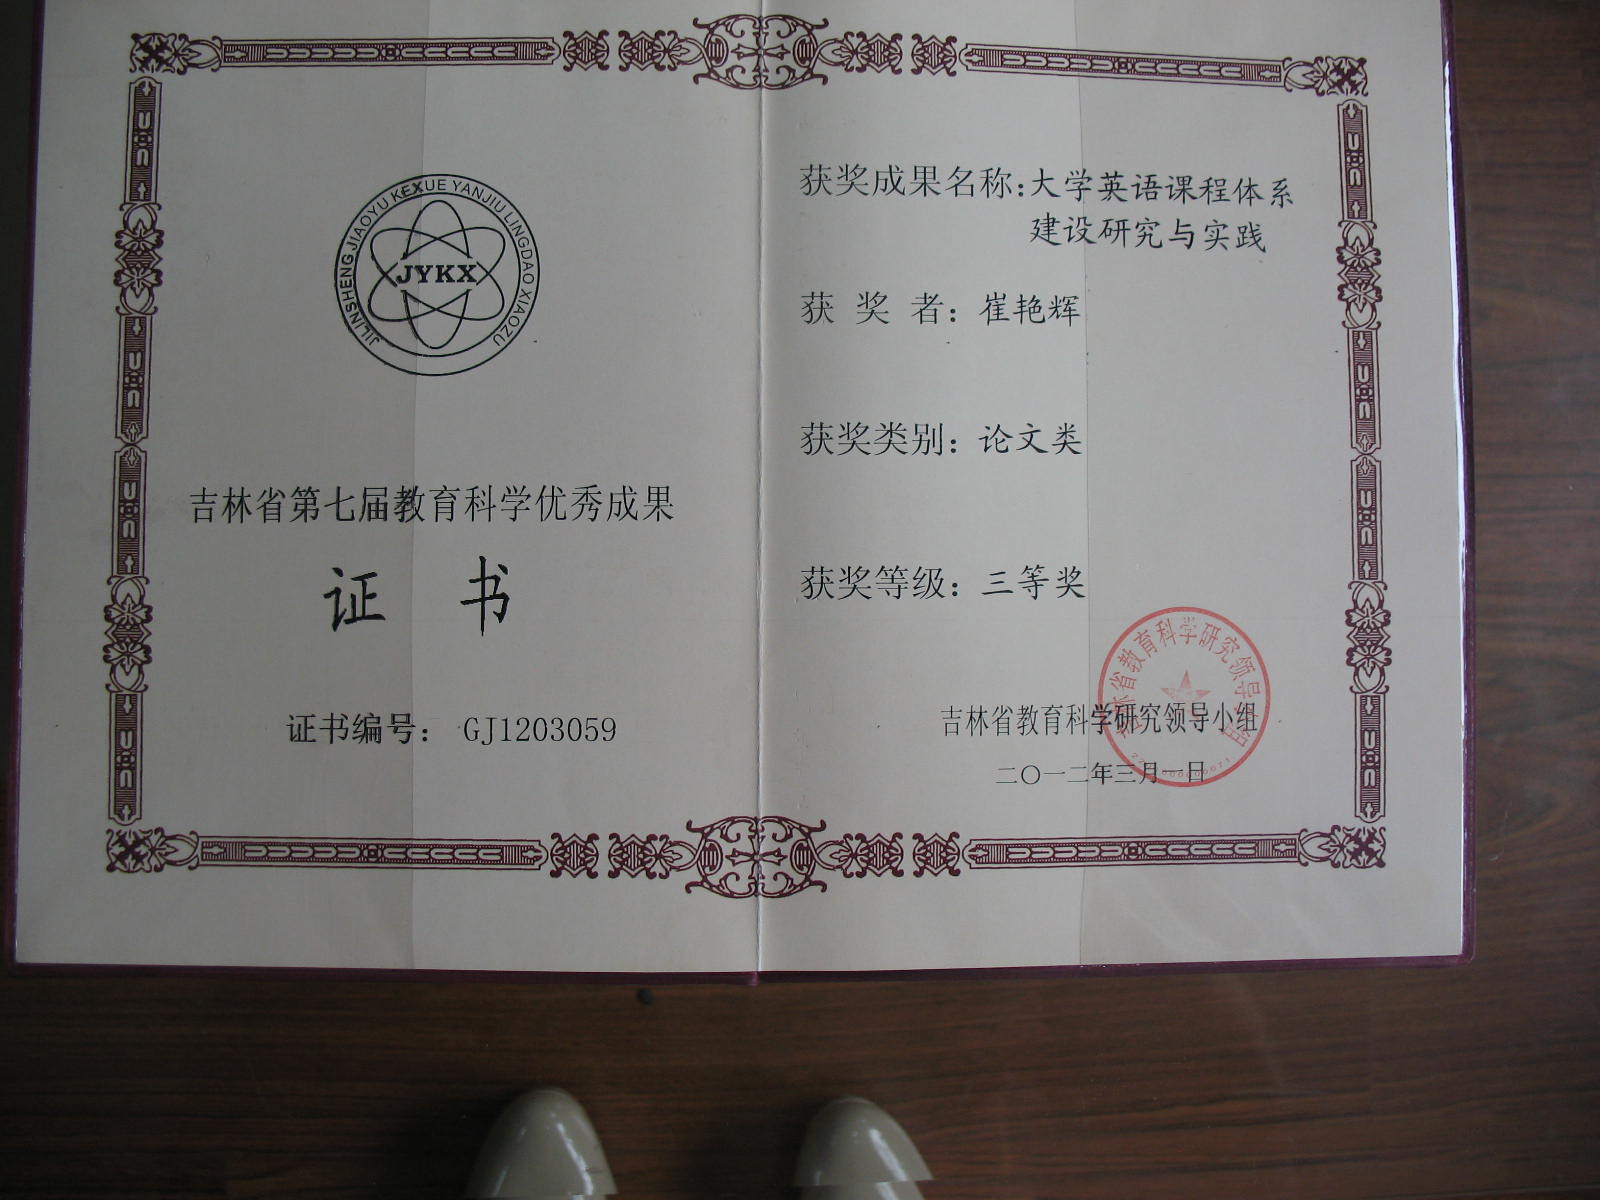 JILINSHENG JIAOYU KEXUE YANJIU LINGDAO XIAOZU
JYKX
吉林省第七届教育科学优秀成果
证 书
证书编号: GJ1203059
获奖成果名称:大学英语课程体系
建设研究与实践
获 奖 者: 崔艳辉
获奖类别: 论文类
获奖等级: 三等奖
吉林省教育科学研究领导小组
二〇一二年三月一日
吉林省教育科学研究领导小组